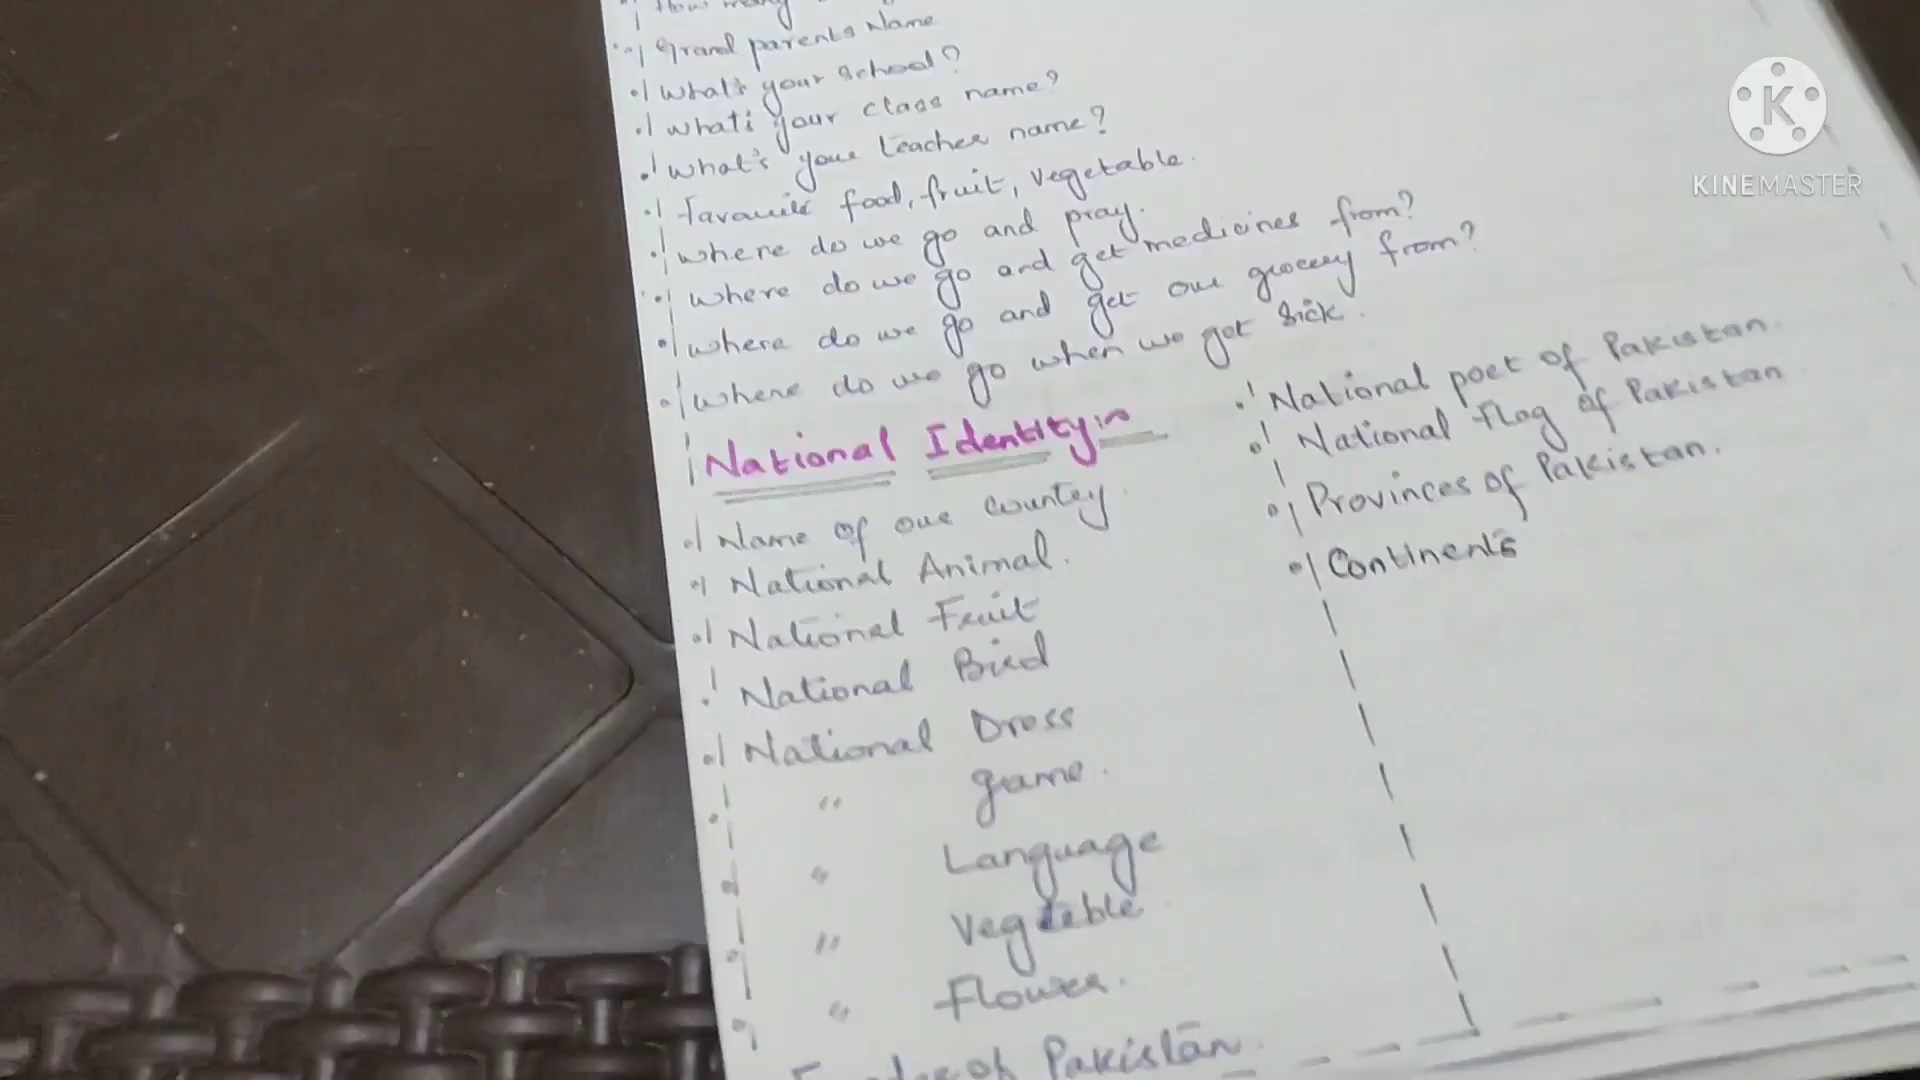 How many
Grand parents Name
What's your school?
What's your class name?
What's your teacher name?
food, fruit, vegetable.
where do we go and pray.
where do we go and get medicines from?
where do we go and get our grocery from?
where do we go when we get sick.
National Identity:~
Name of our country.
National Animal.
National Fruit
National Bird
National Dress
" game.
" Language
" Vegteble
" Flower.
of Pakistan.
National poet of Pakistan.
National flag of Pakistan
Provinces of Pakistan.
Continents
K
KINEMASTER